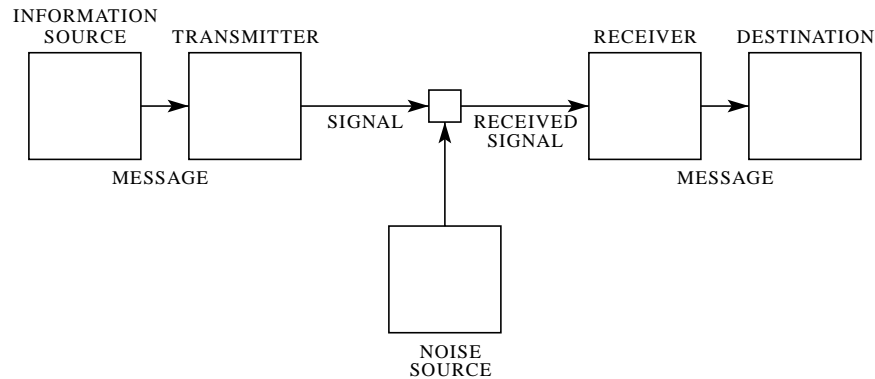 INFORMATION
SOURCE
TRANSMITTER
RECEIVER
DESTINATION
SIGNAL
RECEIVED
SIGNAL
MESSAGE
MESSAGE
NOISE
SOURCE